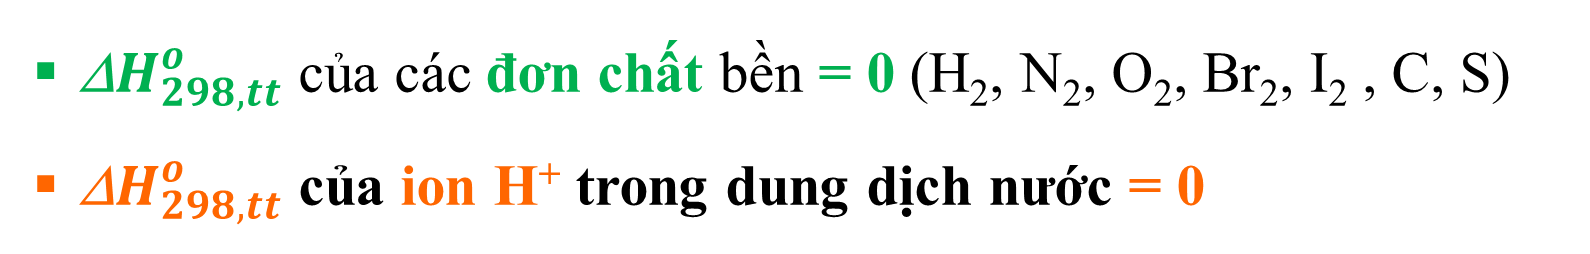 ▪ ΔH°₂₉₈,tt của các đơn chất bền = 0 (H₂, N₂, O₂, Br₂, I₂ , C, S)
▪ ΔH°₂₉₈,tt của ion H⁺ trong dung dịch nước = 0